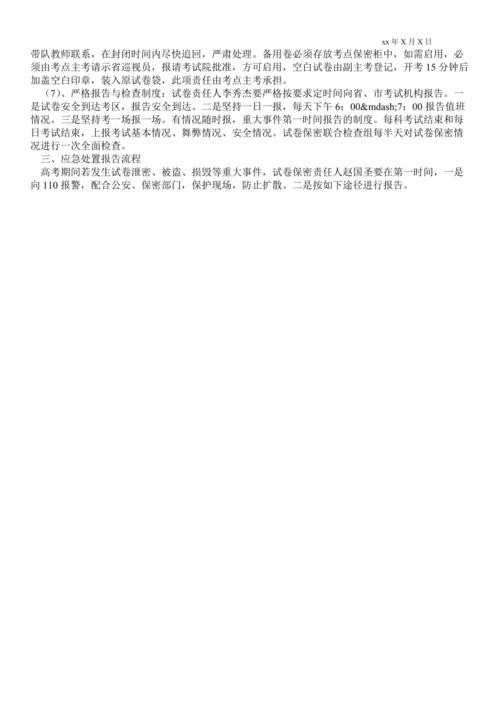 xx 年 X 月 X 日
带队教师联系，在封闭时间内尽快追回，严肃处理。备用卷必须存放考点保密柜中，如需启用，必
须由考点主考请示省巡视员，报请考试院批准，方可启用，空白试卷由副主考登记，开考 15 分钟后
加盖空白印章，装入原试卷袋，此项责任由考点主考承担。
（7）、严格报告与检查制度：试卷责任人李秀杰要严格按要求定时间向省、市考试机构报告。一
是试卷安全到达考区，报告安全到达。二是坚持一日一报，每天下午 6：00&mdash;7：00 报告值班
情况。三是坚持考一场报一场。有情况随时报，重大事件第一时间报告的制度。每科考试结束和每
日考试结束，上报考试基本情况、舞弊情况、安全情况。试卷保密联合检查组每半天对试卷保密情
况进行一次全面检查。
三、应急处置报告流程
高考期间若发生试卷泄密、被盗、损毁等重大事件，试卷保密责任人赵国圣要在第一时间，一是
向 110 报警，配合公安、保密部门，保护现场，防止扩散。二是按如下途径进行报告。